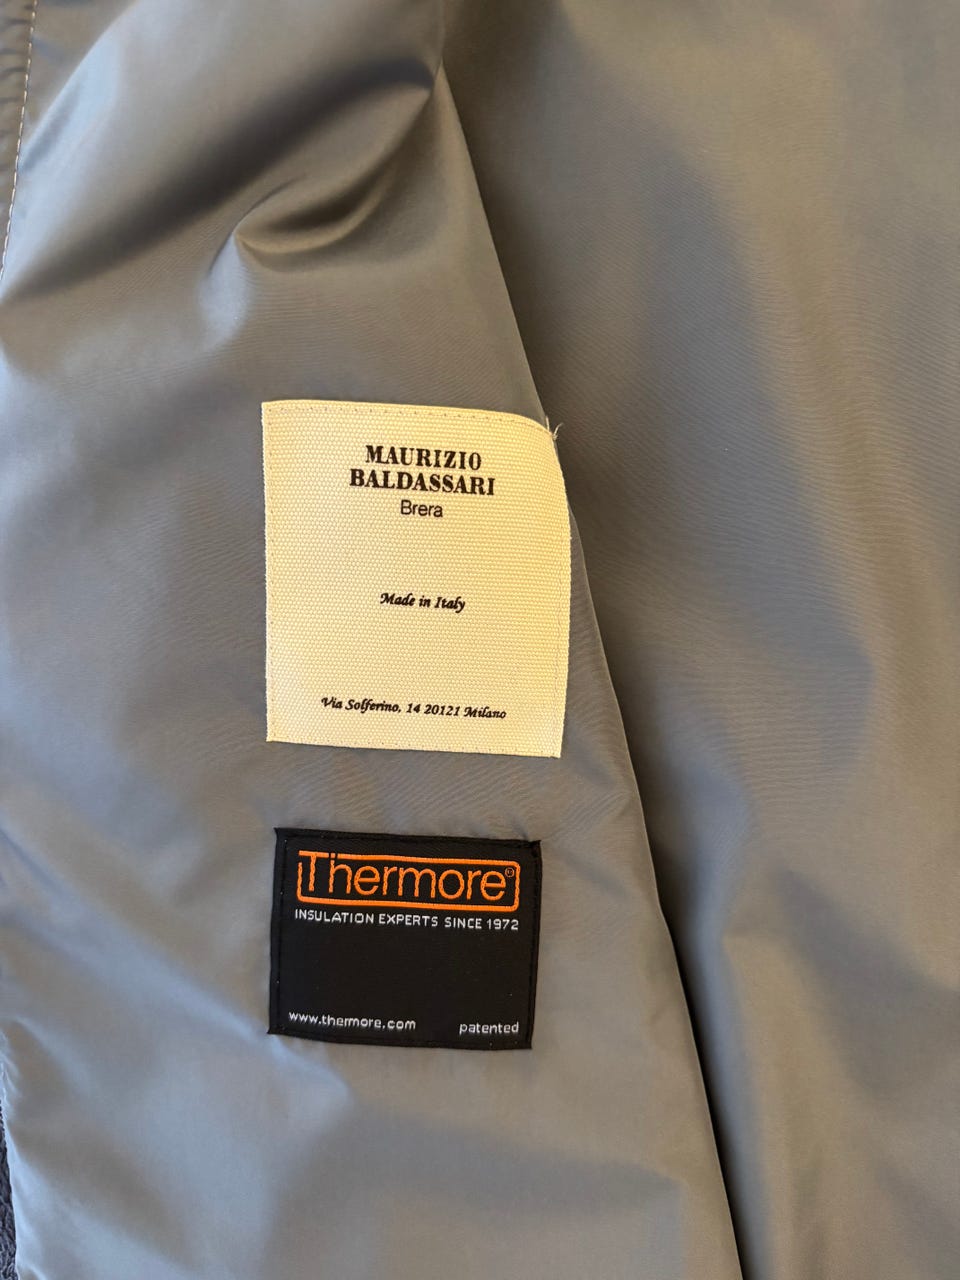 MAURIZIO
BALDASSARI
Brera
Made in Italy
Via Solferino, 14 20121 Milano
Thermore®
INSULATION EXPERTS SINCE 1972
www.thermore.com patented